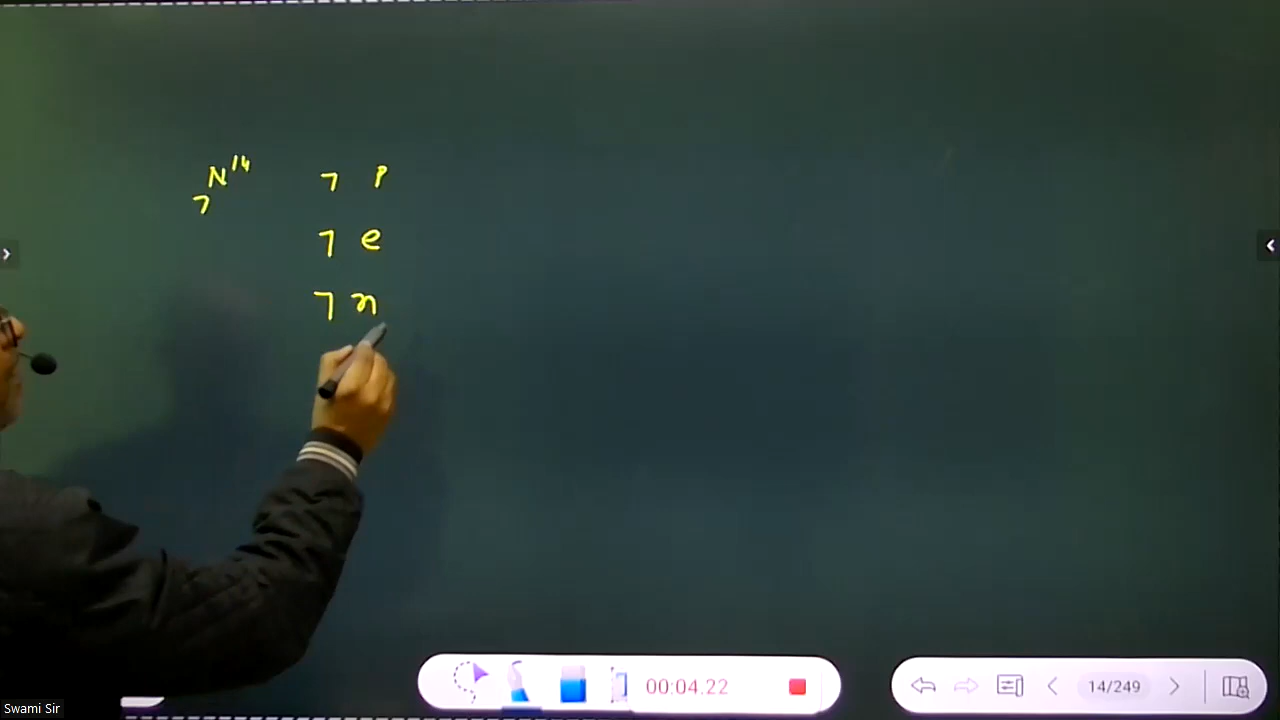 ₇N¹⁴ 7 P
7 e
7 n
00:04.22
14/249
Swami Sir